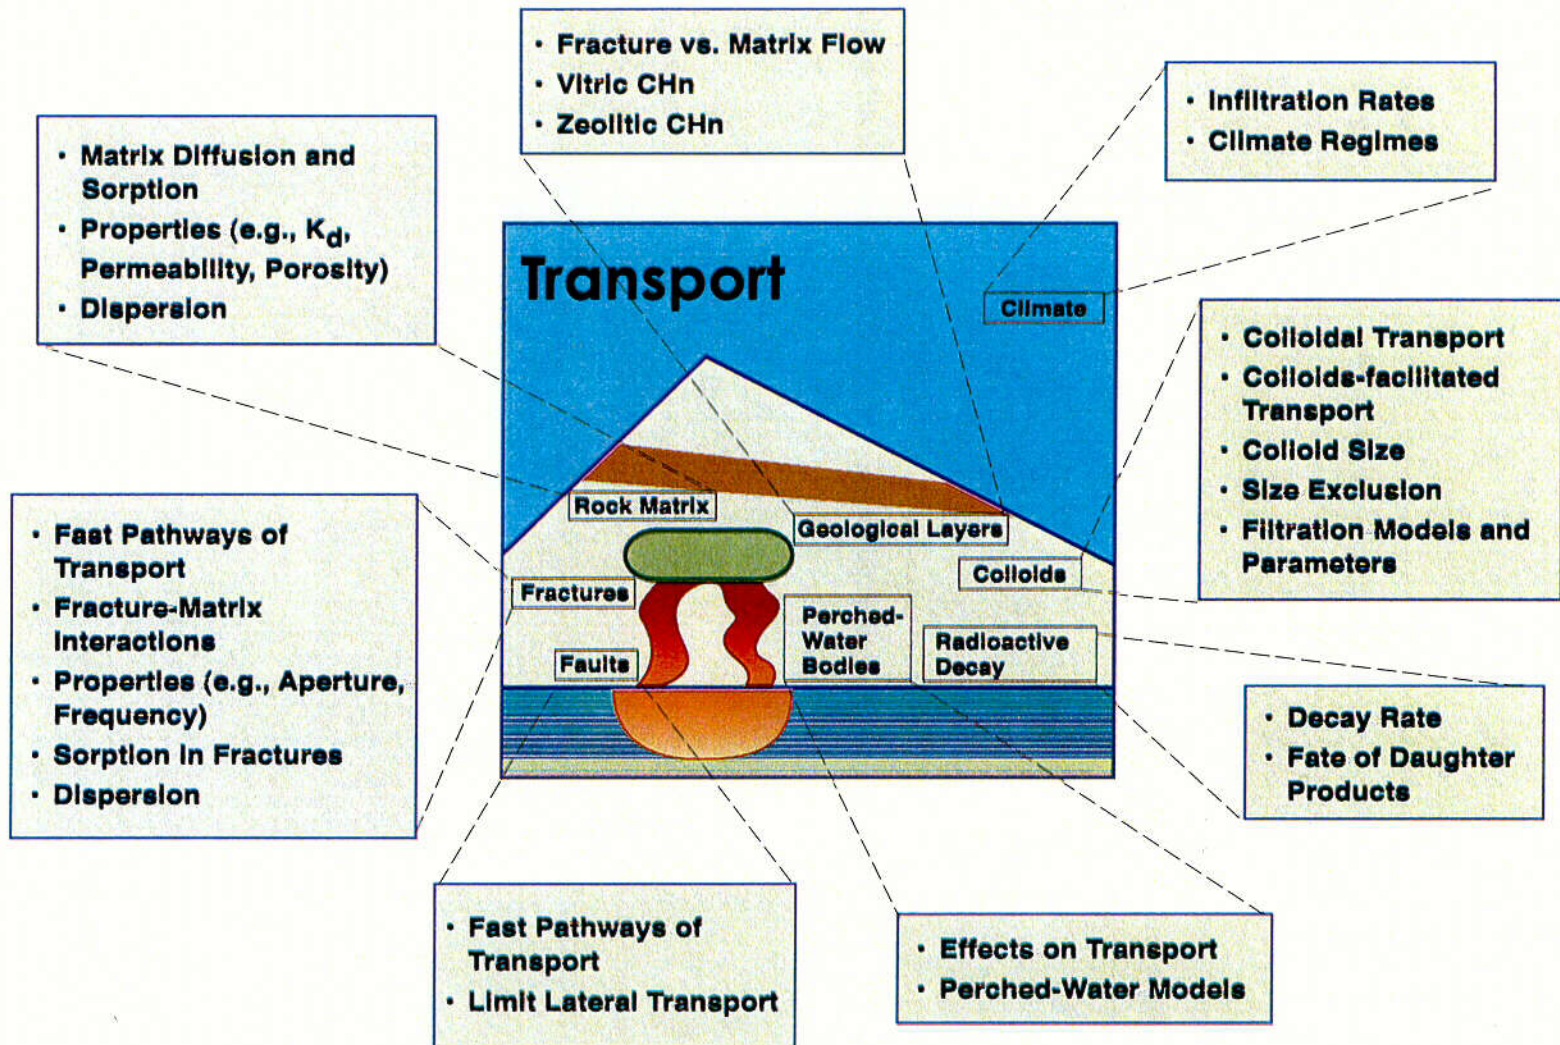 • Fracture vs. Matrix Flow
• Vitric CHn
• Zeolitic CHn
• Infiltration Rates
• Climate Regimes
• Matrix Diffusion and
Sorption
• Properties (e.g., Kd,
Permeability, Porosity)
• Dispersion
Transport
Climate
• Colloidal Transport
• Colloids-facilitated
Transport
• Colloid Size
• Size Exclusion
• Filtration Models and
Parameters
Rock Matrix
Geological Layers
Colloids
Fractures
Perched-
Water
Bodies
Radioactive
Decay
Faults
• Fast Pathways of
Transport
• Fracture-Matrix
Interactions
• Properties (e.g., Aperture,
Frequency)
• Sorption in Fractures
• Dispersion
• Decay Rate
• Fate of Daughter
Products
• Fast Pathways of
Transport
• Limit Lateral Transport
• Effects on Transport
• Perched-Water Models